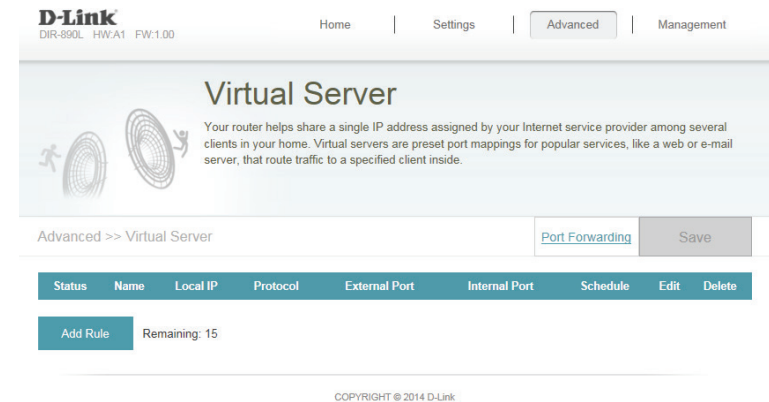 D-Link
DIR-890L HW:A1 FW:1.00
Home Settings Advanced Management
Virtual Server
Your router helps share a single IP address assigned by your Internet service provider among several
clients in your home. Virtual servers are preset port mappings for popular services, like a web or e-mail
server, that route traffic to a specified client inside.
Advanced >> Virtual Server Port Forwarding Save
Status Name Local IP Protocol External Port Internal Port Schedule Edit Delete
Add Rule Remaining: 15
COPYRIGHT © 2014 D-Link